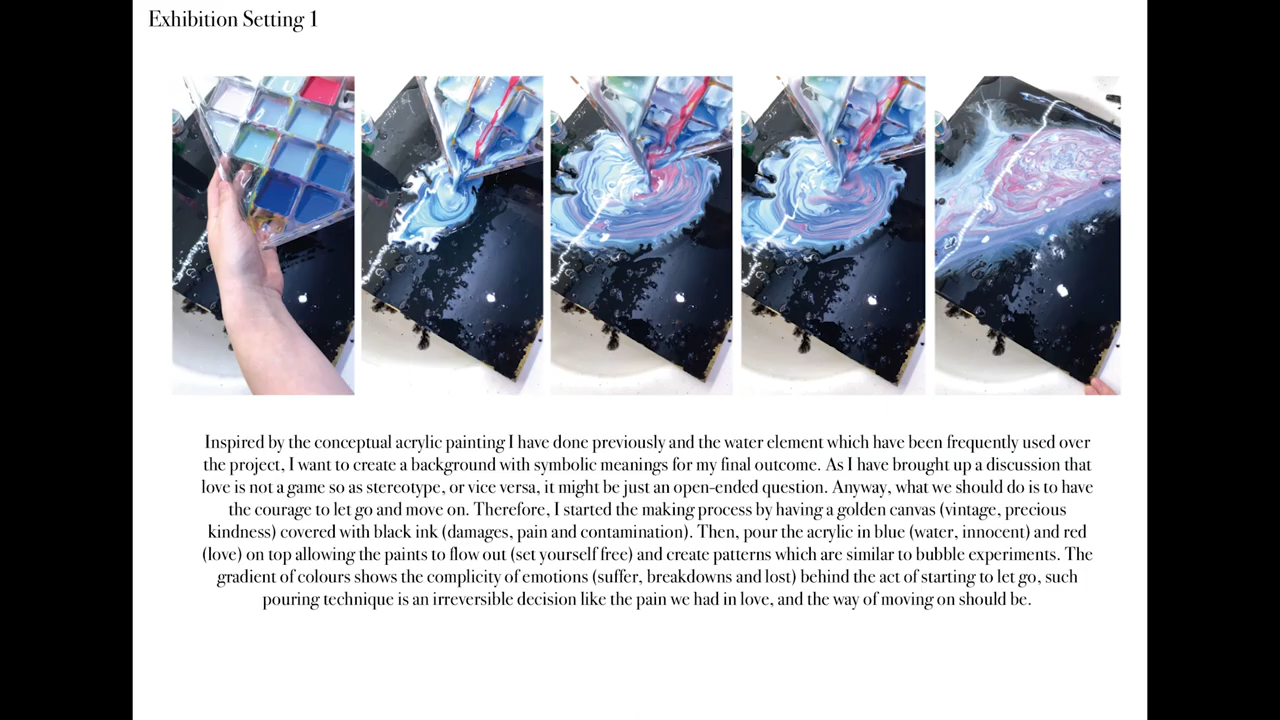 Exhibition Setting 1
Inspired by the conceptual acrylic painting I have done previously and the water element which have been frequently used over
the project, I want to create a background with symbolic meanings for my final outcome. As I have brought up a discussion that
love is not a game so as stereotype, or vice versa, it might be just an open-ended question. Anyway, what we should do is to have
the courage to let go and move on. Therefore, I started the making process by having a golden canvas (vintage, precious
kindness) covered with black ink (damages, pain and contamination). Then, pour the acrylic in blue (water, innocent) and red
(love) on top allowing the paints to flow out (set yourself free) and create patterns which are similar to bubble experiments. The
gradient of colours shows the complicity of emotions (suffer, breakdowns and lost) behind the act of starting to let go, such
pouring technique is an irreversible decision like the pain we had in love, and the way of moving on should be.